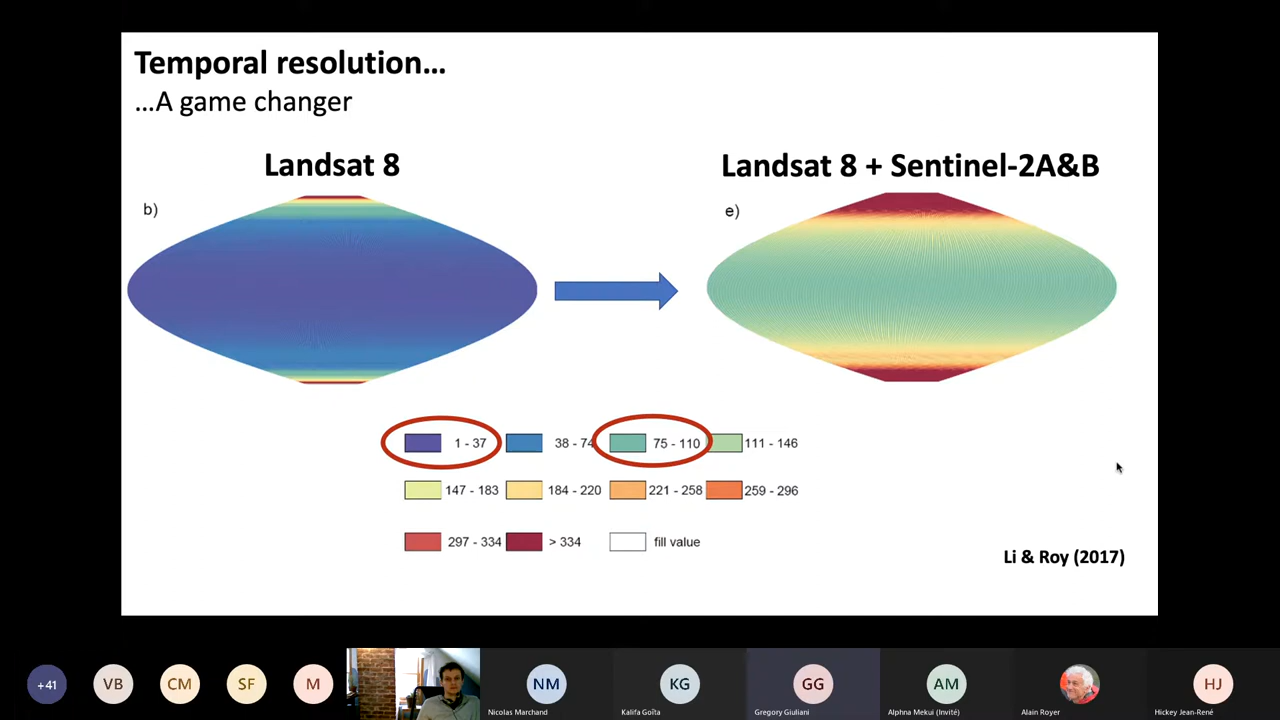 Temporal resolution…
…A game changer
Landsat 8
Landsat 8 + Sentinel-2A&B
b)
e)
1 - 37
38 - 74
75 - 110
111 - 146
147 - 183
184 - 220
221 - 258
259 - 296
297 - 334
> 334
fill value
Li & Roy (2017)
+41
VB
CM
SF
M
NM
KG
GG
AM
HJ
Nicolas Marchand
Kalifa Goïta
Gregory Giuliani
Alphna Mekui (Invité)
Alain Royer
Hickey Jean-René